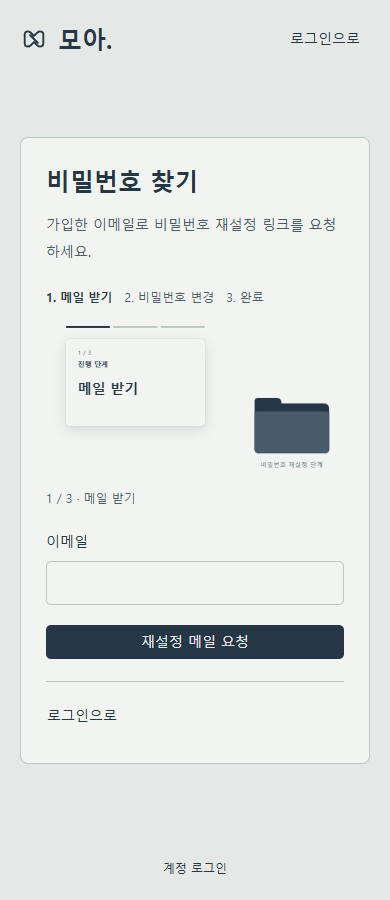 모아.
로그인으로
비밀번호 찾기
가입한 이메일로 비밀번호 재설정 링크를 요청
하세요.
1. 메일 받기 2. 비밀번호 변경 3. 완료
1 / 3
진행 단계
메일 받기
비밀번호 재설정 단계
1 / 3 · 메일 받기
이메일
재설정 메일 요청
로그인으로
계정 로그인